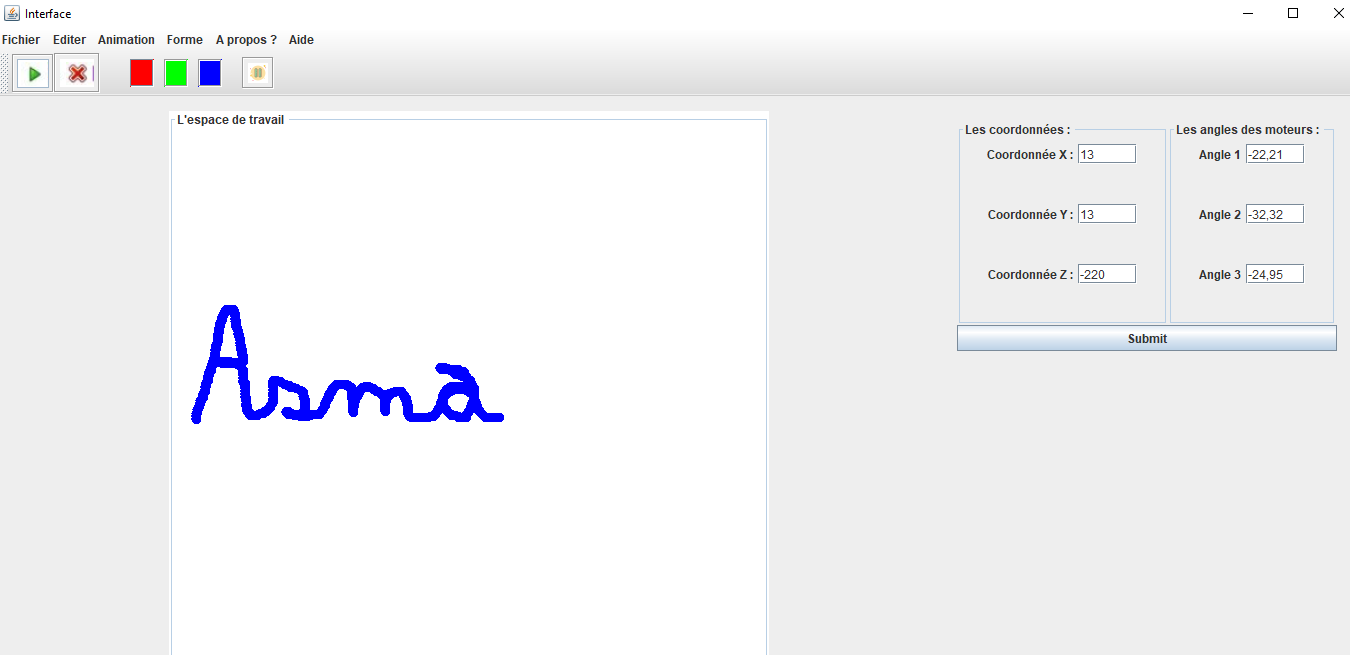 Interface
Fichier Editer Animation Forme A propos ? Aide
L'espace de travail
Les coordonnées : Les angles des moteurs :
Coordonnée X : 13 Angle 1 -22,21
Coordonnée Y : 13 Angle 2 -32,32
Coordonnée Z : -220 Angle 3 -24,95
Submit
Asma